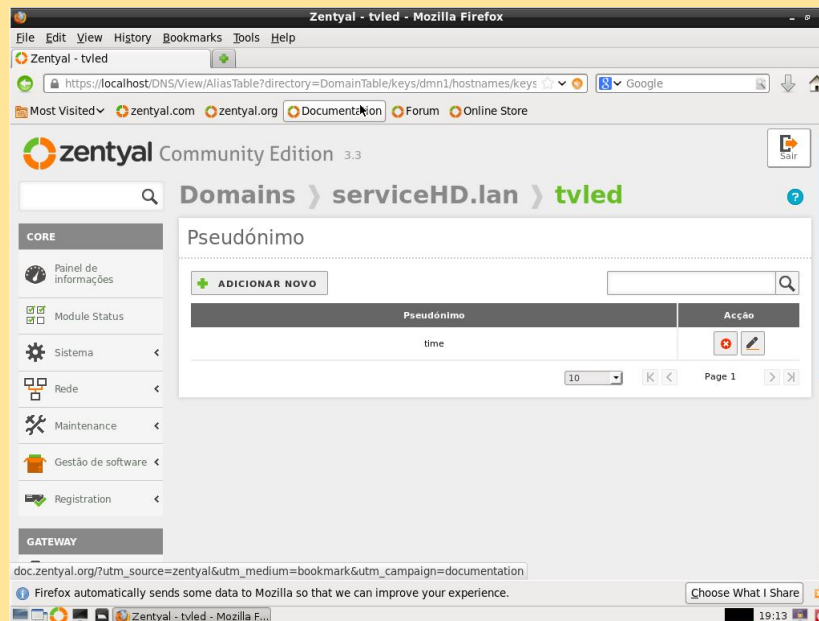 Zentyal - tvled - Mozilla Firefox
File Edit View History Bookmarks Tools Help
Zentyal - tvled
https://localhost/DNS/View/AliasTable?directory=DomainTable/keys/dmn1/hostnames/keys
Google
Most Visited zentyal.com zentyal.org Documentation Forum Online Store
zentyal Community Edition 3.3
Sair
Domains serviceHD.lan tvled ?
CORE
Painel de informações
Module Status
Sistema
Rede
Maintenance
Gestão de software
Registration
GATEWAY
Pseudónimo
ADICIONAR NOVO
Pseudónimo Acção
time
10 Page 1
doc.zentyal.org/?utm_source=zentyal&utm_medium=bookmark&utm_campaign=documentation
Firefox automatically sends some data to Mozilla so that we can improve your experience. Choose What I Share
Zentyal - tvled - Mozilla F... 19:13